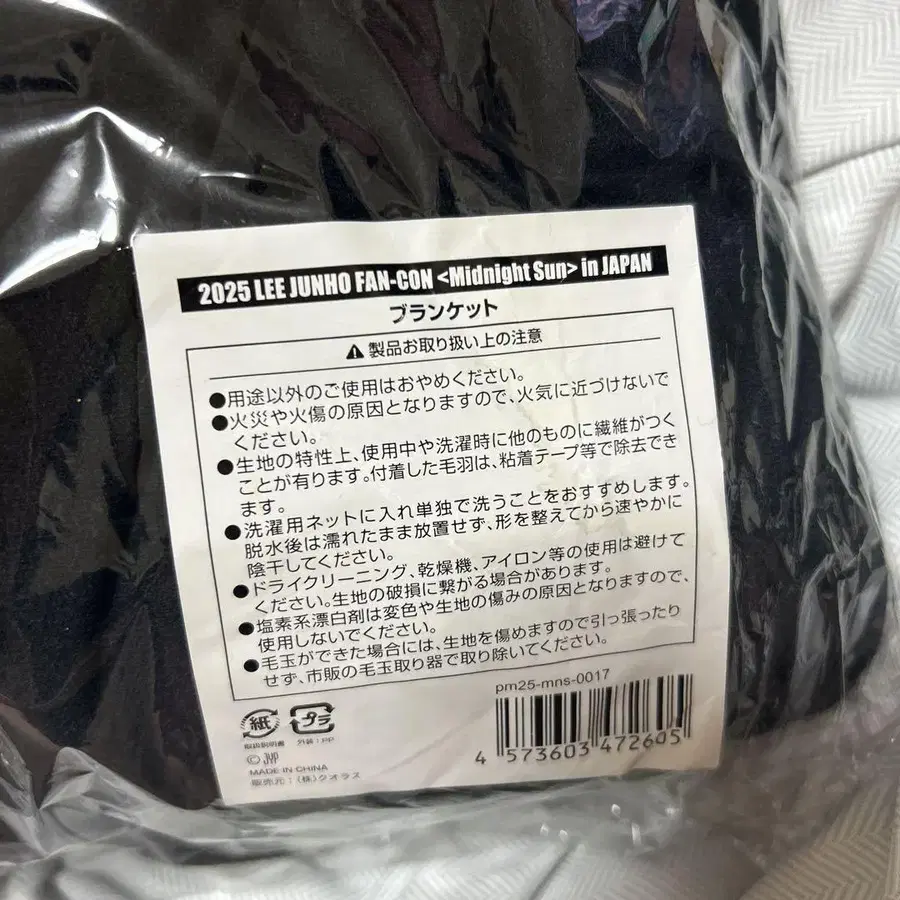 2025 LEE JUNHO FAN-CON <Midnight Sun> in JAPAN
ブランケット
⚠ 製品お取り扱い上の注意
●用途以外のご使用はおやめください。
●火災や火傷の原因となりますので、火気に近づけないで
ください。
●生地の特性上、使用中や洗濯時に他のものに繊維がつく
ことが有ります。付着した毛羽は、粘着テープ等で除去でき
ます。
●洗濯用ネットに入れ単独で洗うことをおすすめします。
脱水後は濡れたまま放置せず、形を整えてから速やかに
陰干してください。
●ドライクリーニング、乾燥機、アイロン等の使用は避けて
ください。生地の破損に繋がる場合があります。
●塩素系漂白剤は変色や生地の傷みの原因となりますので、
使用しないでください。
●毛玉ができた場合には、生地を傷めますので引っ張ったり
せず、市販の毛玉取り器で取り除いてください。
pm25-mns-0017
4 573603 472605
紙 プラ
取扱説明書 外装:PP
© JYP
MADE IN CHINA
販売元:(株)クオラス